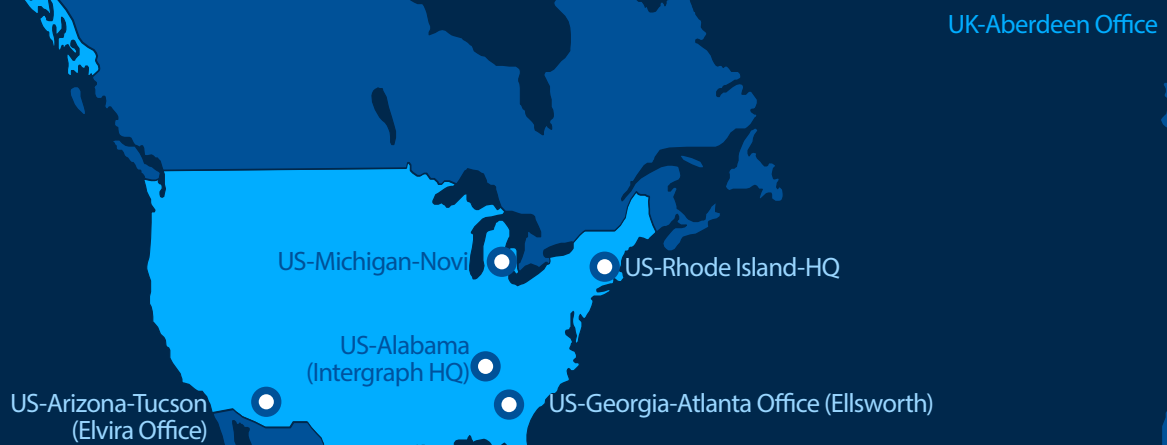 UK-Aberdeen Office
US-Michigan-Novi
US-Rhode Island-HQ
US-Alabama
(Intergraph HQ)
US-Arizona-Tucson
(Elvira Office)
US-Georgia-Atlanta Office (Ellsworth)